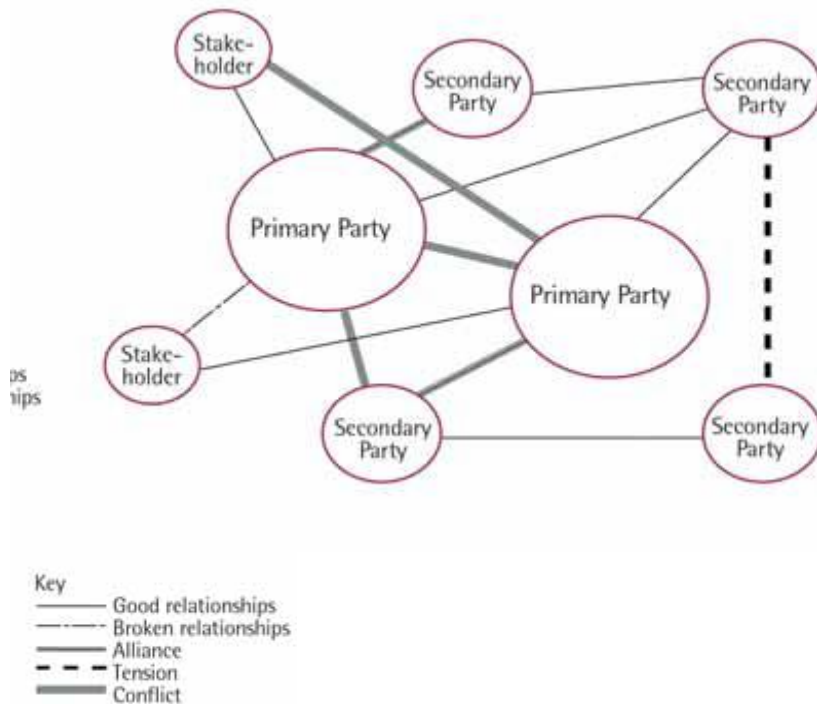 Stake-
holder
Secondary
Party
Secondary
Party
Primary Party
Primary Party
Stake-
holder
Secondary
Party
Secondary
Party
Key
Good relationships
Broken relationships
Alliance
Tension
Conflict